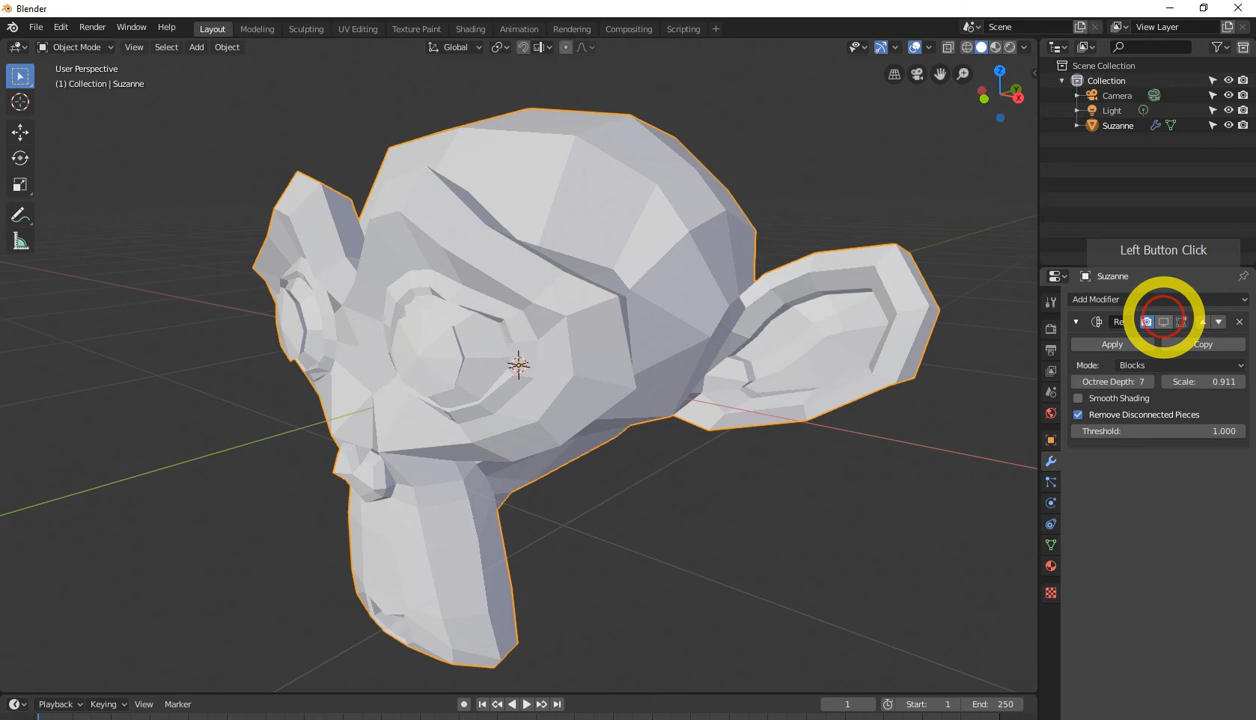 Blender
File Edit Render Window Help Layout Modeling Sculpting UV Editing Texture Paint Shading Animation Rendering Compositing Scripting + Scene View Layer
Object Mode View Select Add Object Global
User Perspective
(1) Collection | Suzanne
Scene Collection
Collection
Camera
Light
Suzanne
Left Button Click
Suzanne
Add Modifier
Re
Apply Copy
Mode: Blocks
Octree Depth: 7 Scale: 0.911
Smooth Shading
Remove Disconnected Pieces
Threshold: 1.000
Playback Keying View Marker 1 Start: 1 End: 250